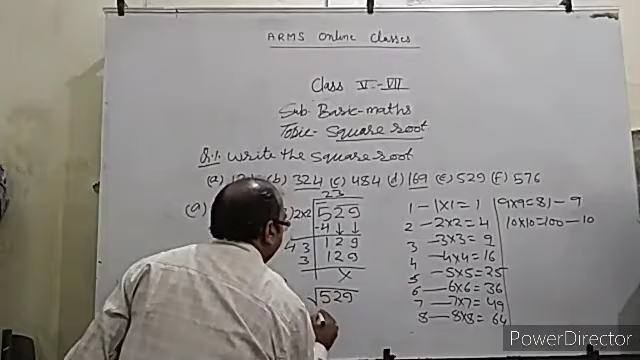 ARMS Online Classes
Class V-VII
Sub. Basic-maths
Topic- Square root
Q.1. Write the Square root
(a) (b) 324 (c) 484 (d) 169 (e) 529 (f) 576
(a)
23
2x2 529
-4↓↓
43 129
3 129
x
√529
1 - 1x1=1
2 - 2x2=4
3 - 3x3=9
4 - 4x4=16
5 - 5x5=25
6 - 6x6=36
7 - 7x7=49
8 - 8x8=64
9x9=81-9
10x10=100-10
PowerDirector